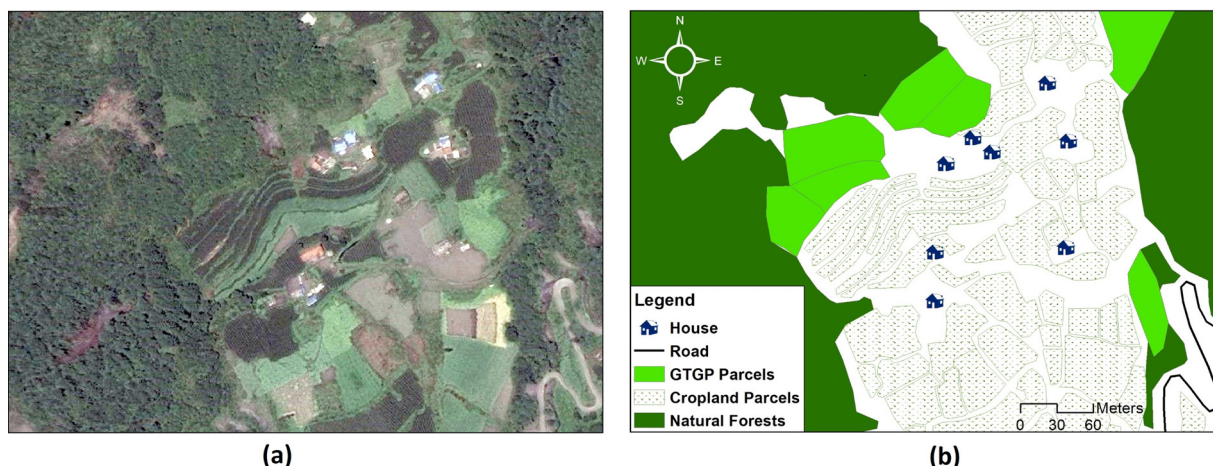 N
W E
S
Legend
House
Road
GTGP Parcels
Cropland Parcels
Natural Forests
Meters
0 30 60
(a)
(b)